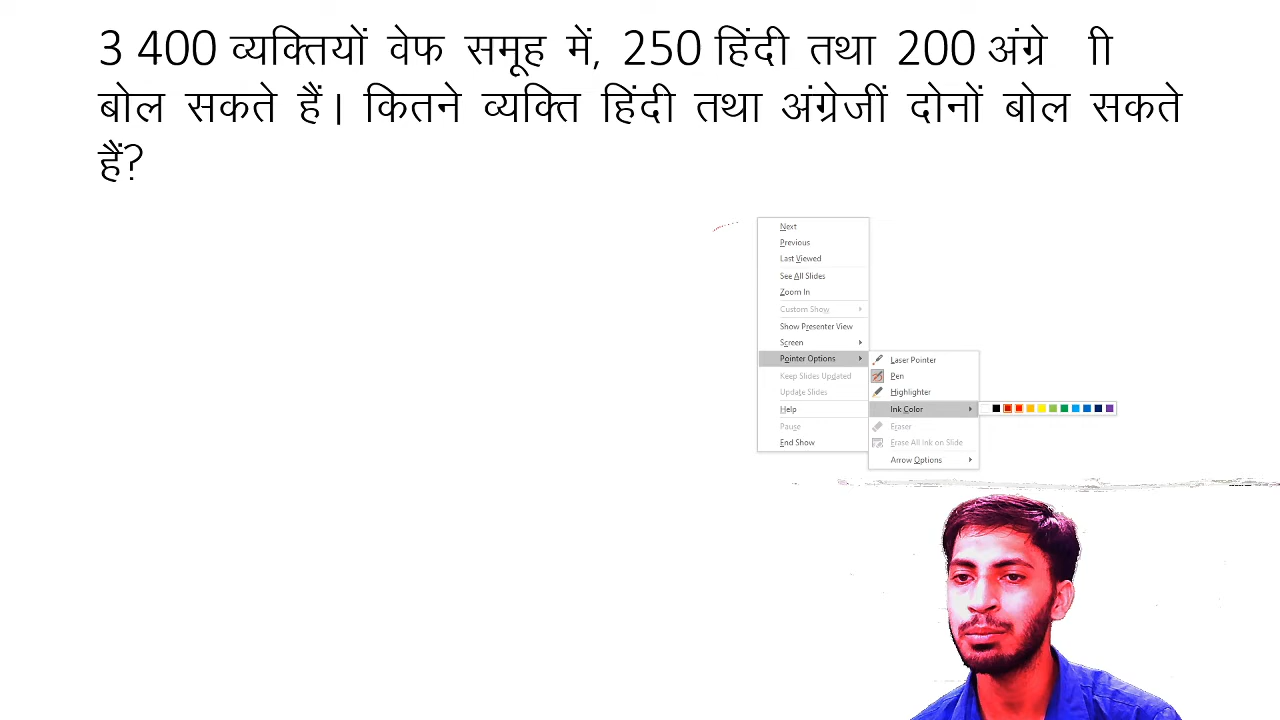 3 400 व्यक्तियों वेफ समूह में, 250 हिंदी तथा 200 अंग्रे ाी
बोल सकते हैं। कितने व्यक्ति हिंदी तथा अंग्रेजीं दोनों बोल सकते
हैं?
Next
Previous
Last Viewed
See All Slides
Zoom In
Custom Show
Show Presenter View
Screen
Pointer Options
Keep Slides Updated
Update Slides
Help
Pause
End Show
Laser Pointer
Pen
Highlighter
Ink Color
Eraser
Erase All Ink on Slide
Arrow Options